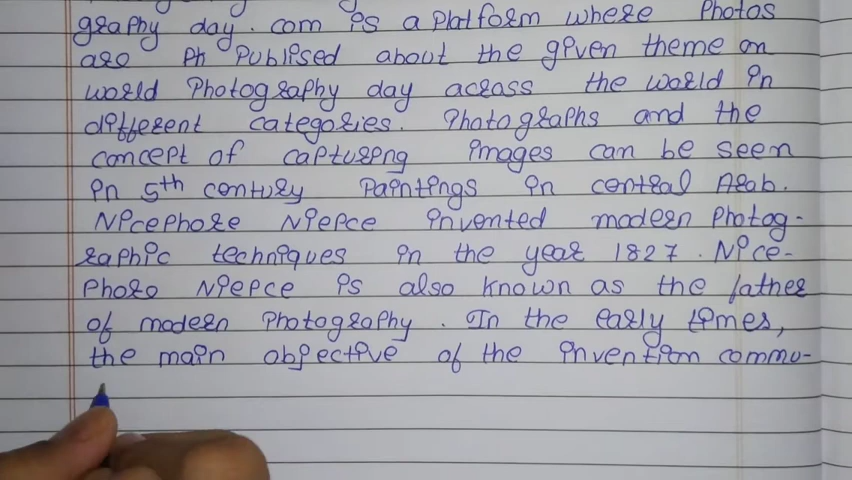 graphy day. com is a platform where Photos
are Ph Publised about the given theme on
world Photography day across the world in
different categories. Photographs and the
concept of capturing images can be seen
in 5th century Paintings in central Arab.
Nicephore Niepce invented modern Photog-
raphic techniques in the year 1827. Nice-
Phore Niepce is also known as the father
of modern Photography. In the early times,
the main objective of the invention commu-